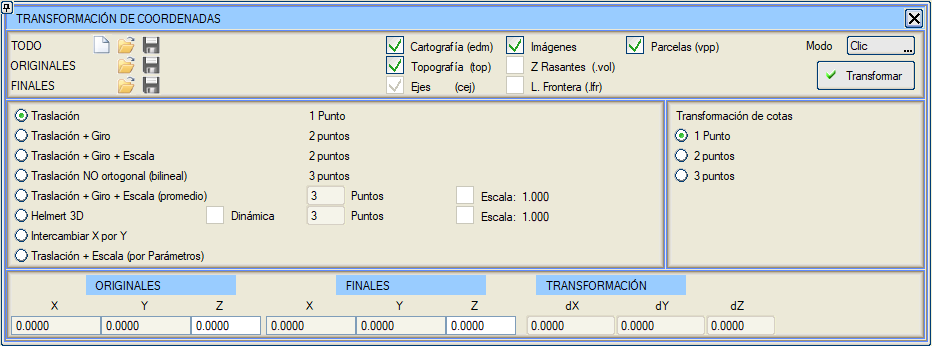 TRANSFORMACIÓN DE COORDENADAS
TODO
Cartografía (edm)
Imágenes
Parcelas (vpp)
Modo
Clic
...
ORIGINALES
Topografía (top)
Z Rasantes (.vol)
Transformar
FINALES
Ejes (cej)
L. Frontera (.lfr)
Traslación 1 Punto
Traslación + Giro 2 puntos
Traslación + Giro + Escala 2 puntos
Traslación NO ortogonal (bilineal) 3 puntos
Traslación + Giro + Escala (promedio) 3 Puntos Escala: 1.000
Helmert 3D Dinámica 3 Puntos Escala: 1.000
Intercambiar X por Y
Traslación + Escala (por Parámetros)
Transformación de cotas
1 Punto
2 puntos
3 puntos
ORIGINALES FINALES TRANSFORMACIÓN
X Y Z X Y Z dX dY dZ
0.0000 0.0000 0.0000 0.0000 0.0000 0.0000 0.0000 0.0000 0.0000